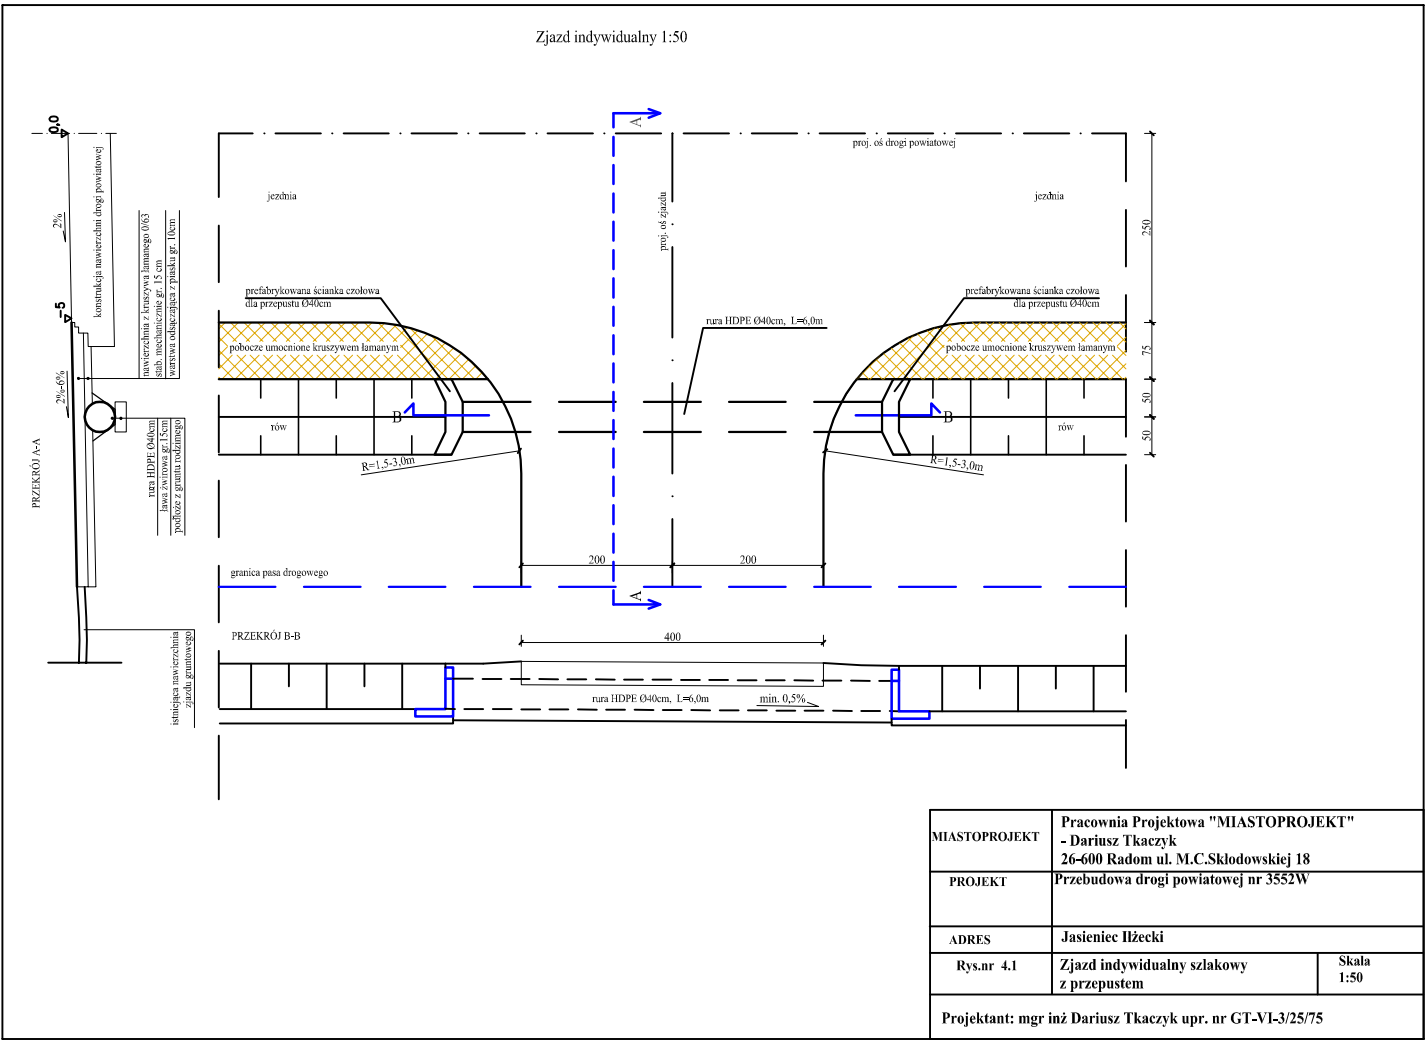 Zjazd indywidualny 1:50
0,0
proj. oś drogi powiatowej
A
jezdnia
jezdnia
proj. oś zjazdu
250
2%
konstrukcja nawierzchni drogi powiatowej
nawierzchnia z kruszywa łamanego 0/63
stab. mechanicznie gr. 15 cm
warstwa odsączająca z piasku gr. 10cm
-5
prefabrykowana ścianka czołowa
dla przepustu Ø40cm
prefabrykowana ścianka czołowa
dla przepustu Ø40cm
rura HDPE Ø40cm, L=6,0m
pobocze umocnione kruszywem łamanym
pobocze umocnione kruszywem łamanym
75
2%-6%
50
B
B
rów
rów
50
R=1,5-3,0m
R=1,5-3,0m
PRZEKRÓJ A-A
rura HDPE Ø40cm
ława żwirowa gr.15cm
podłoże z gruntu rodzimego
200
200
granica pasa drogowego
A
PRZEKRÓJ B-B
400
istniejąca nawierzchnia
zjazdu gruntowego
rura HDPE Ø40cm, L=6,0m
min. 0,5%
MIASTOPROJEKT
Pracownia Projektowa "MIASTOPROJEKT"
- Dariusz Tkaczyk
26-600 Radom ul. M.C.Skłodowskiej 18
PROJEKT
Przebudowa drogi powiatowej nr 3552W
ADRES
Jasieniec Iłżecki
Rys.nr 4.1
Zjazd indywidualny szlakowy
z przepustem
Skala
1:50
Projektant: mgr inż Dariusz Tkaczyk upr. nr GT-VI-3/25/75